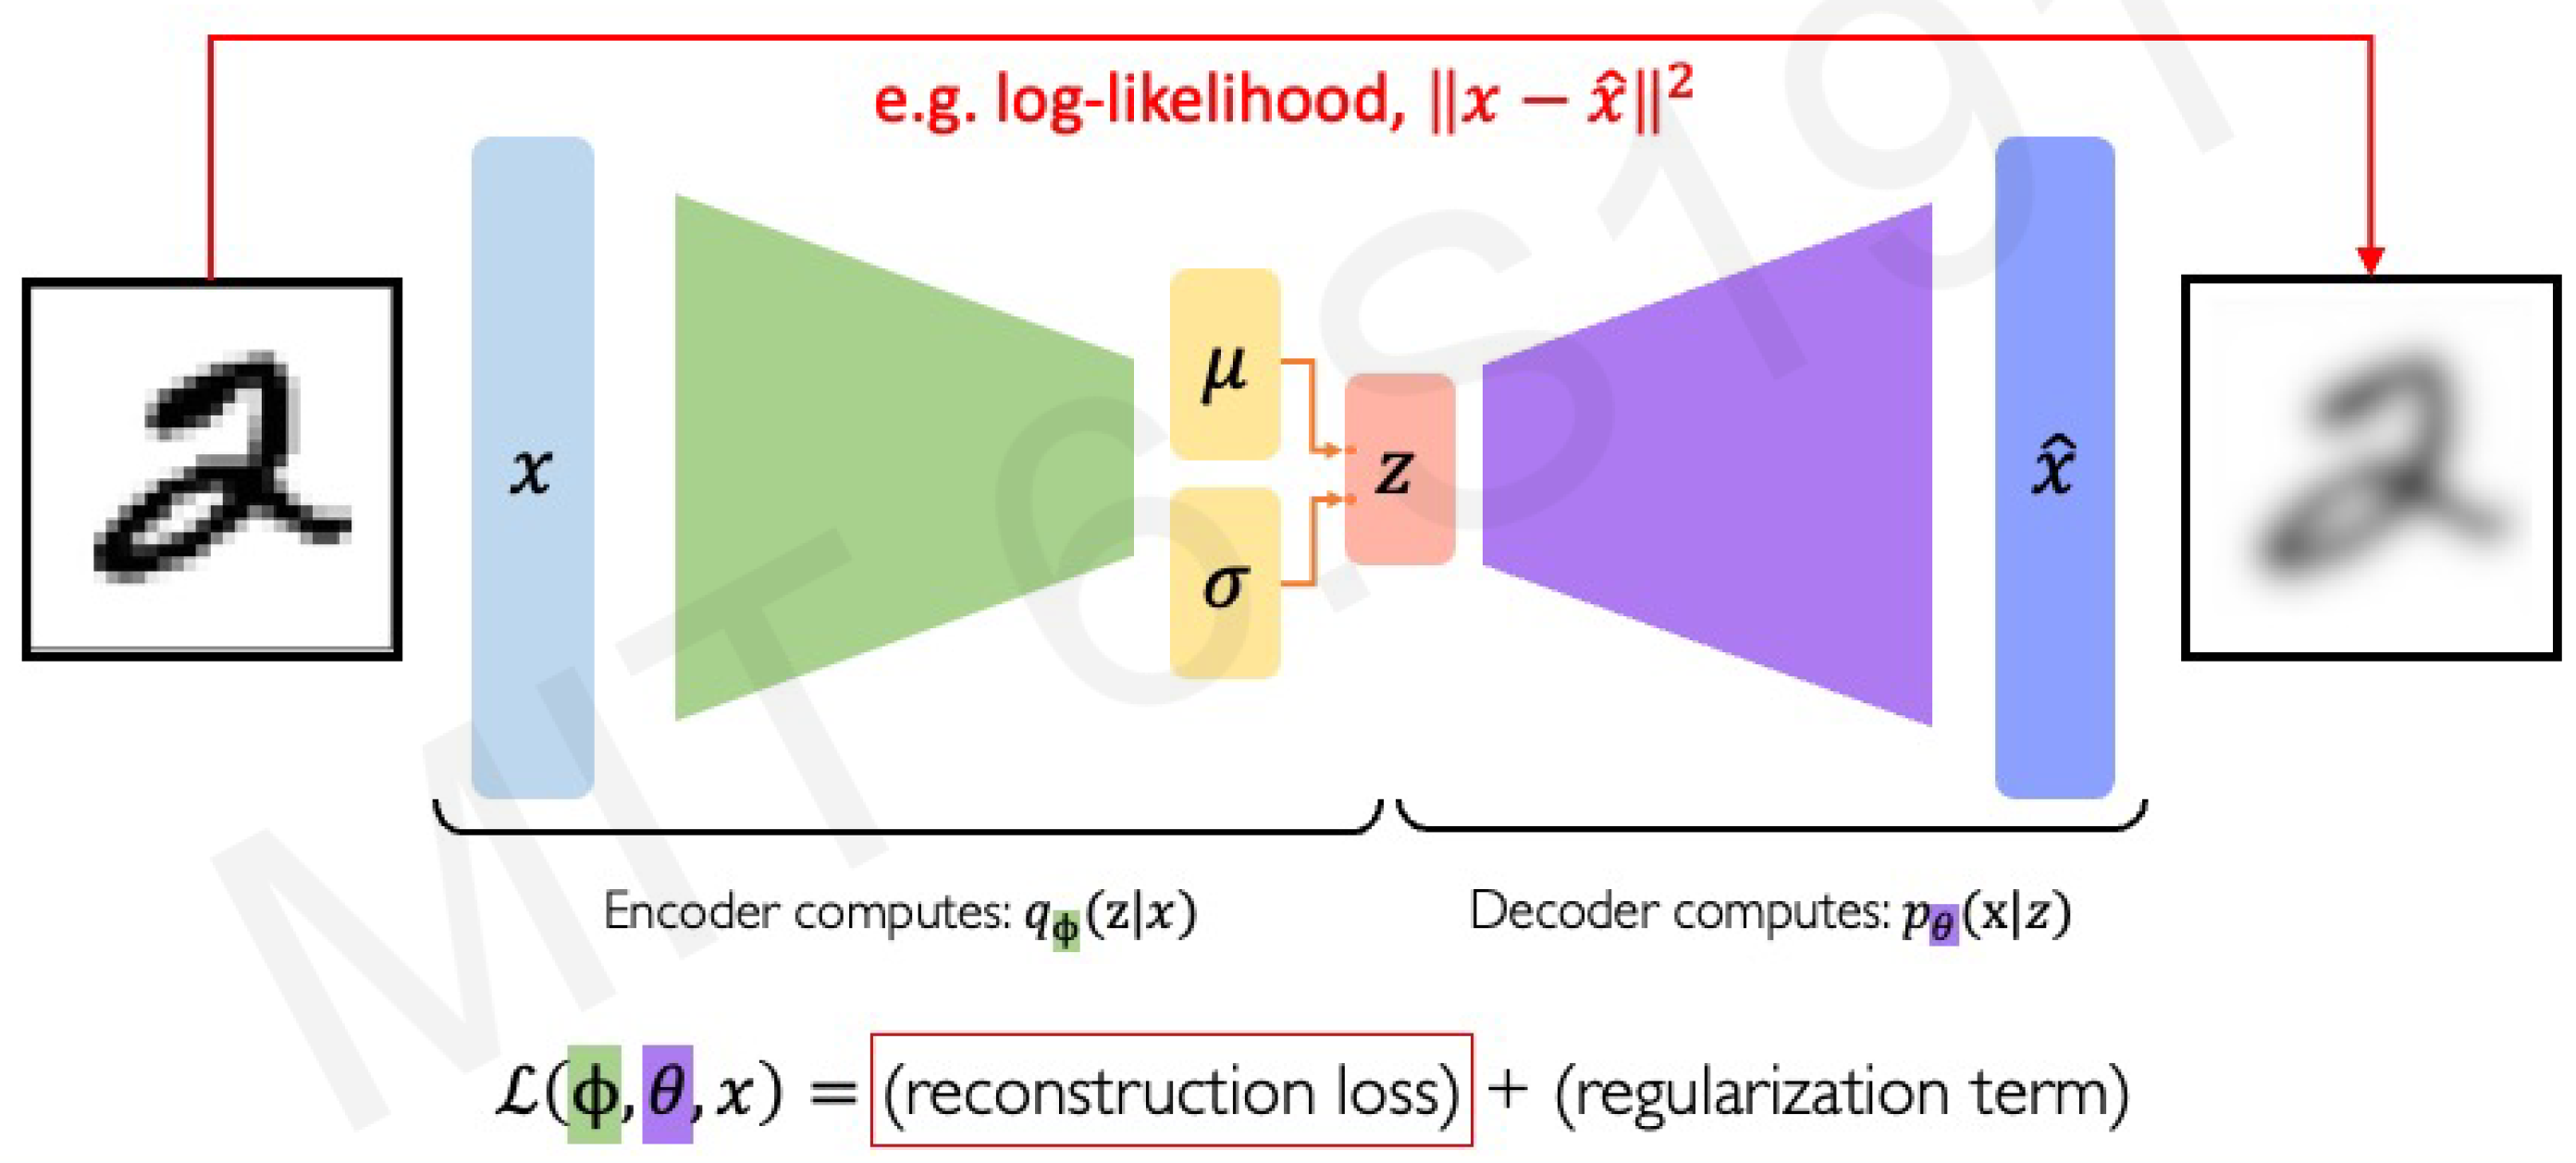 e.g. log-likelihood, ‖x − x̂‖²
x
μ
σ
z
x̂
Encoder computes: qϕ(z|x)
Decoder computes: pθ(x|z)
ℒ(ϕ, θ, x) = (reconstruction loss) + (regularization term)
MIT 6.S191